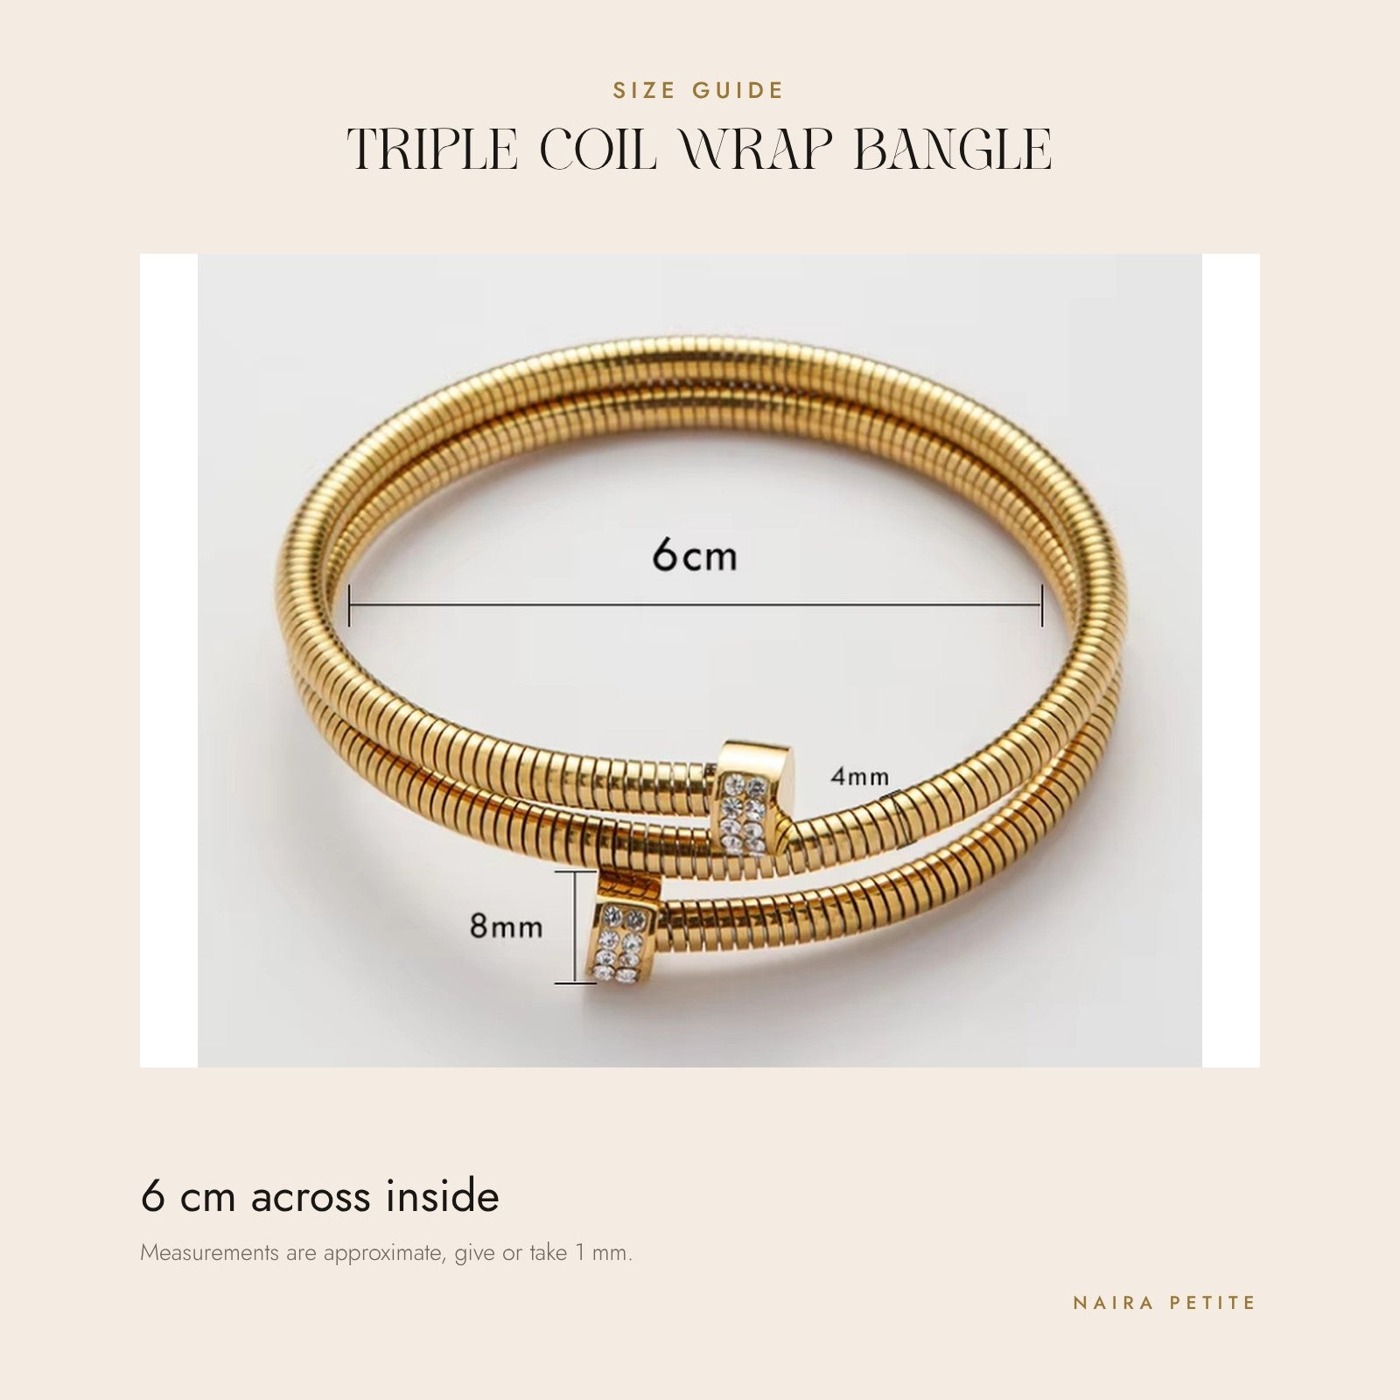 SIZE GUIDE
TRIPLE COIL WRAP BANGLE
6cm
4mm
8mm
6 cm across inside
Measurements are approximate, give or take 1 mm.
NAIRA PETITE